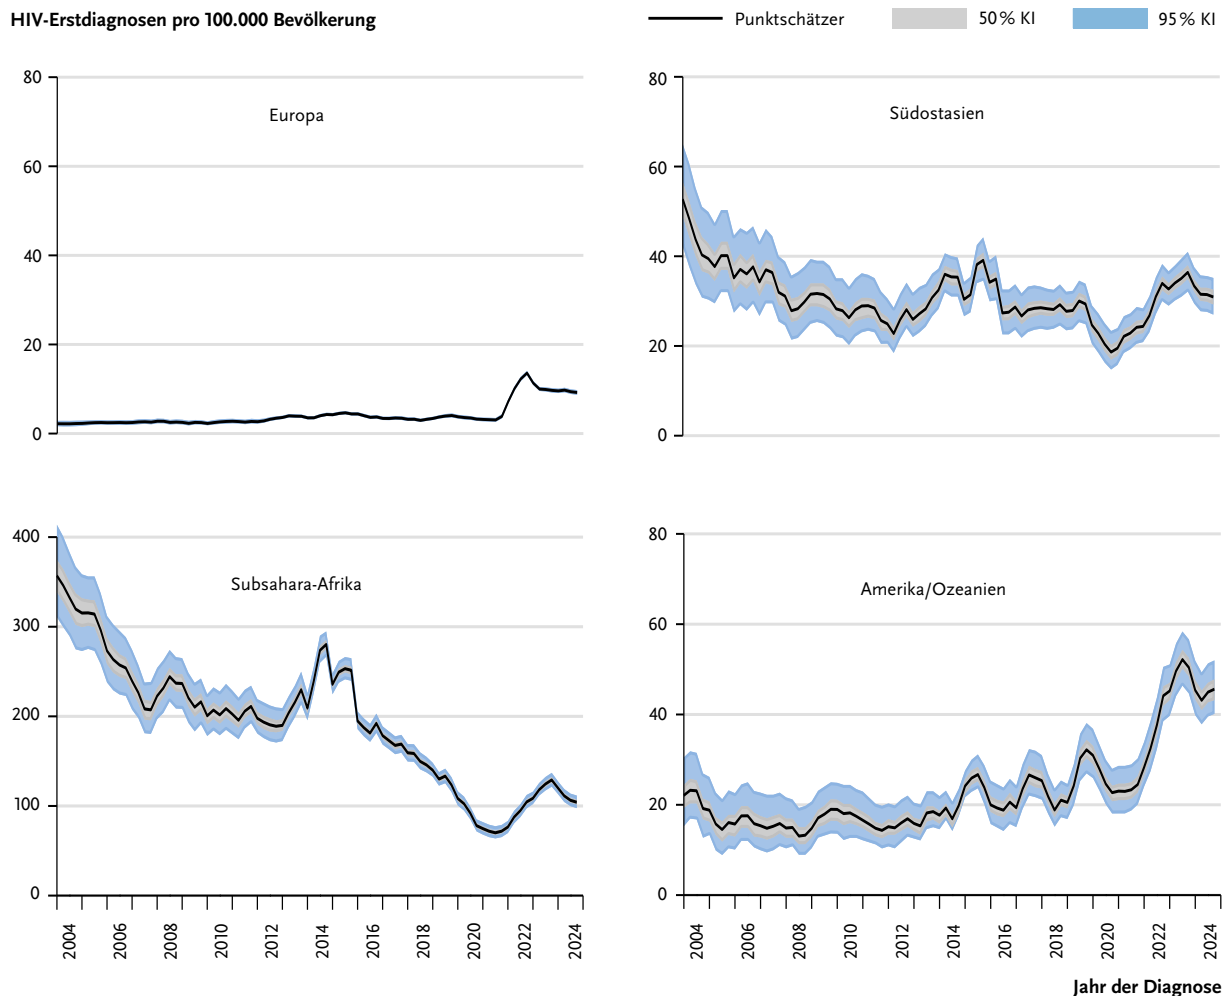 HIV-Erstdiagnosen pro 100.000 Bevölkerung
Punktschätzer
50 % KI
95 % KI
80
60
40
20
0
Europa
80
60
40
20
0
Südostasien
400
300
200
100
0
Subsahara-Afrika
2004 2006 2008 2010 2012 2014 2016 2018 2020 2022 2024
80
60
40
20
0
Amerika/Ozeanien
2004 2006 2008 2010 2012 2014 2016 2018 2020 2022 2024
Jahr der Diagnose